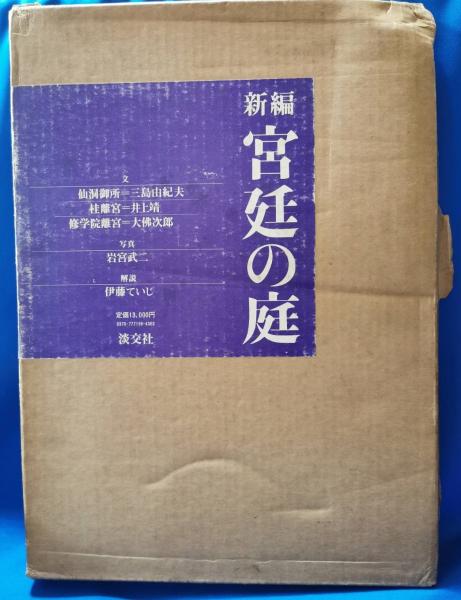 新編
宮廷の庭
文
仙洞御所=三島由紀夫
桂離宮=井上靖
修学院離宮=大佛次郎
写真
岩宮武二
解説
伊藤ていじ
定価13,000円
淡交社